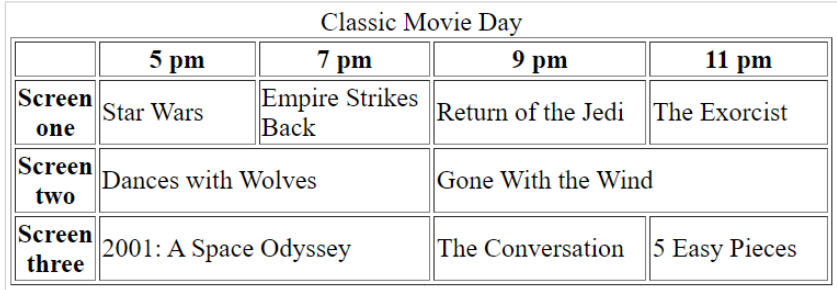 Classic Movie Day
5 pm 7 pm 9 pm 11 pm
Screen one Star Wars Empire Strikes Back Return of the Jedi The Exorcist
Screen two Dances with Wolves Gone With the Wind
Screen three 2001: A Space Odyssey The Conversation 5 Easy Pieces